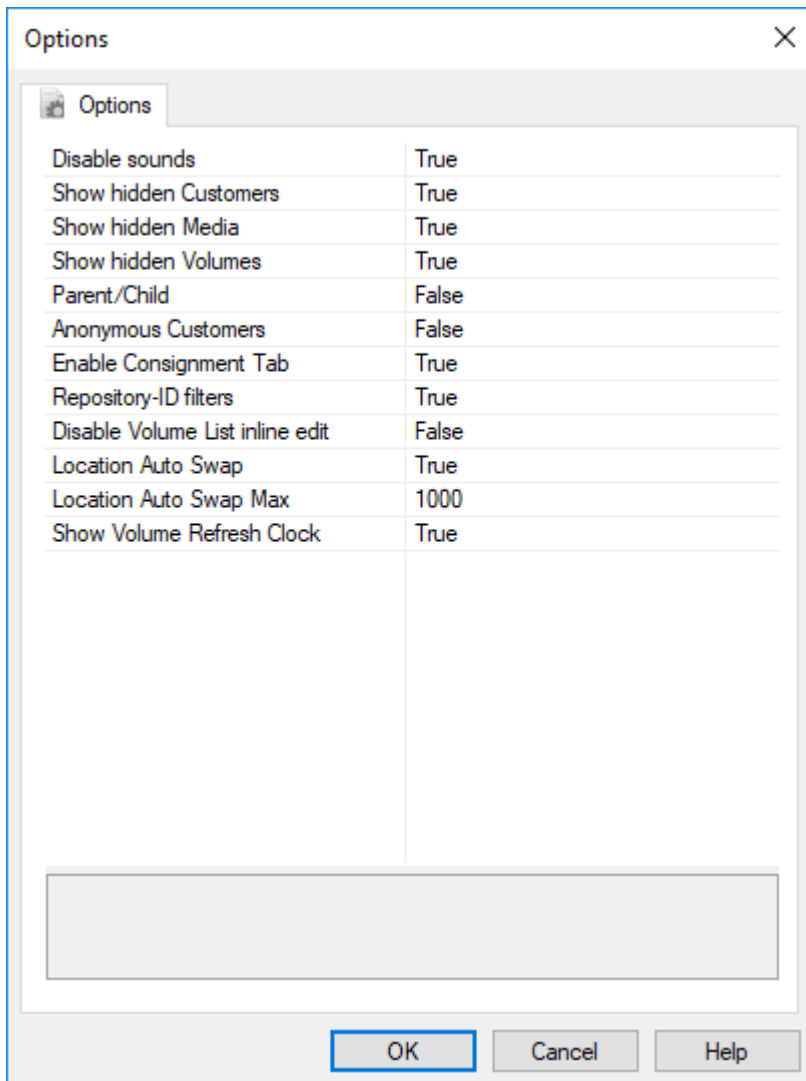 Options
Options
Disable sounds True
Show hidden Customers True
Show hidden Media True
Show hidden Volumes True
Parent/Child False
Anonymous Customers False
Enable Consignment Tab True
Repository-ID filters True
Disable Volume List inline edit False
Location Auto Swap True
Location Auto Swap Max 1000
Show Volume Refresh Clock True
OK Cancel Help